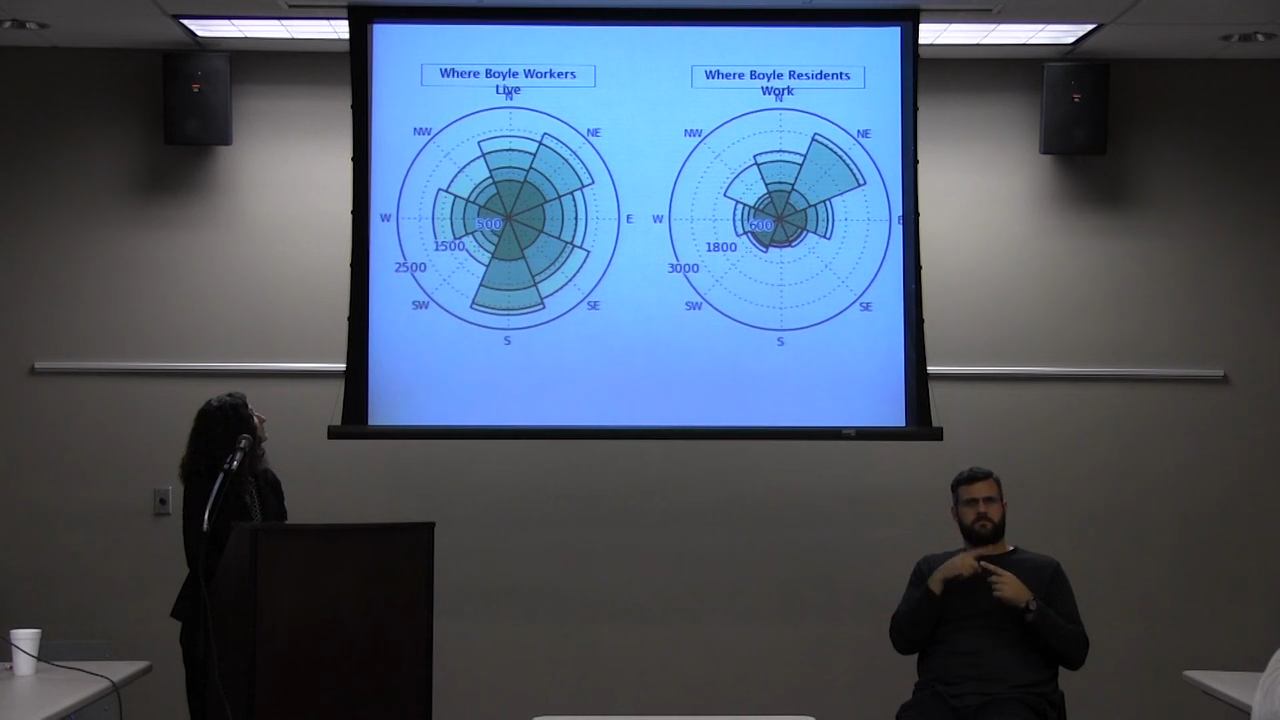 Where Boyle Workers
Live
N
NW
NE
W
E
500
1500
2500
SW
SE
S
Where Boyle Residents
Work
N
NW
NE
W
E
600
1800
3000
SW
SE
S